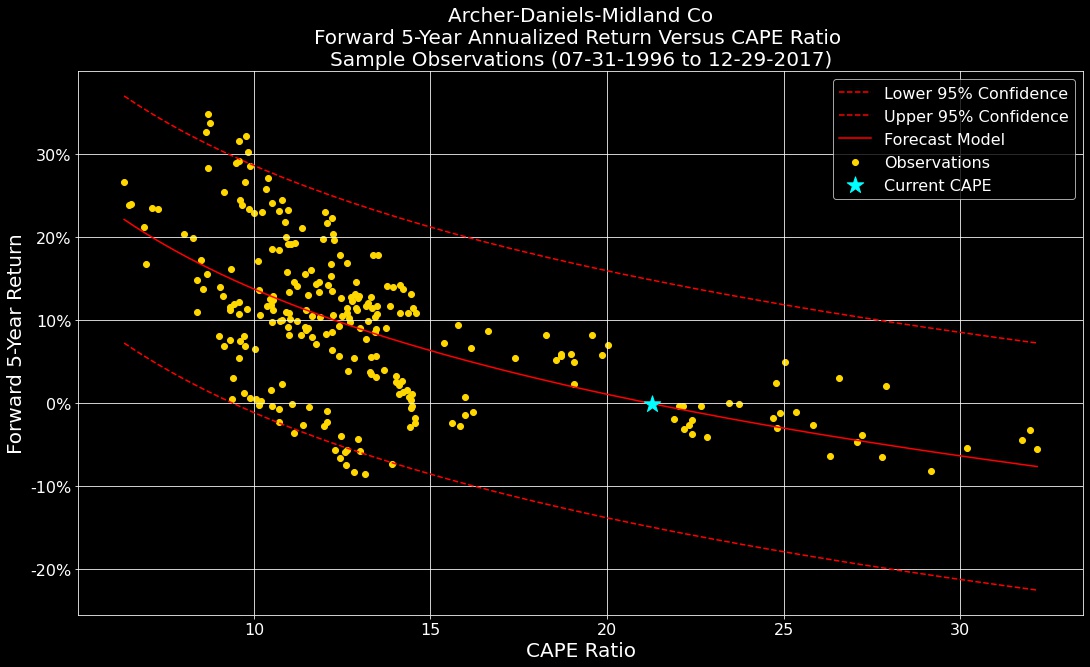 Archer-Daniels-Midland Co
Forward 5-Year Annualized Return Versus CAPE Ratio
Sample Observations (07-31-1996 to 12-29-2017)
Lower 95% Confidence
Upper 95% Confidence
Forecast Model
Observations
Current CAPE
Forward 5-Year Return
30%
20%
10%
0%
-10%
-20%
10
15
20
25
30
CAPE Ratio